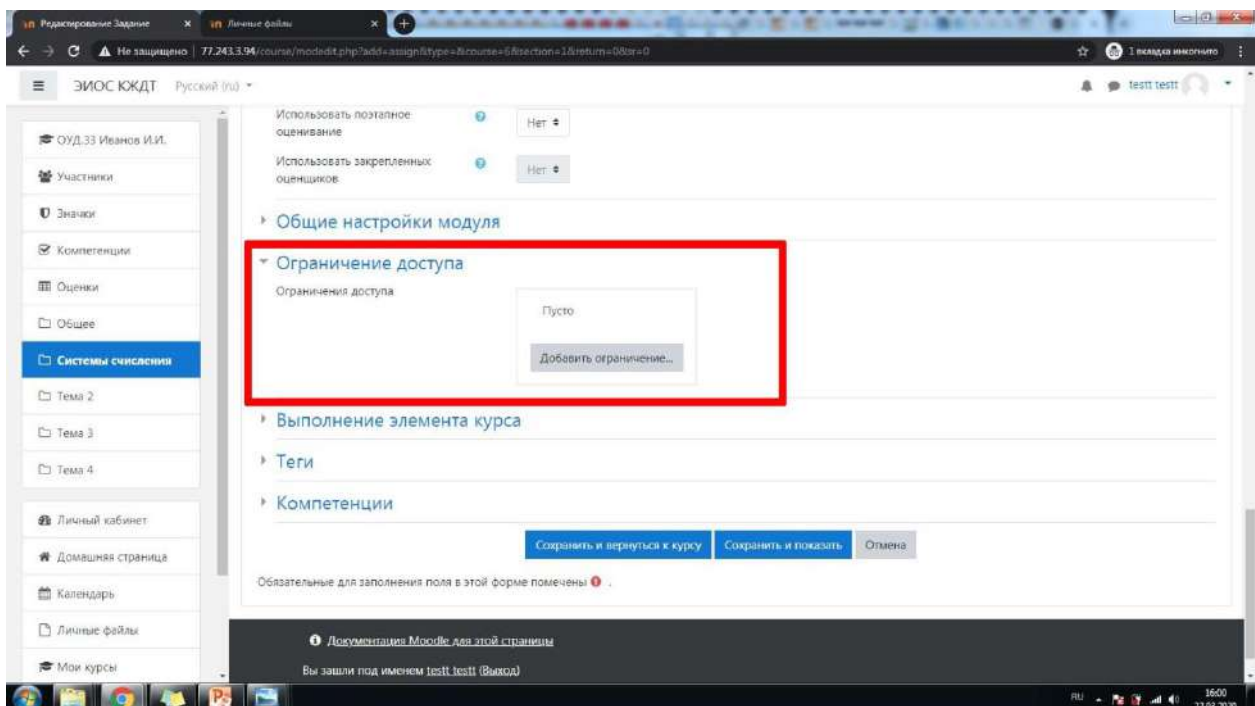 Редактирование Задание
Личные файлы
Не защищено | 77.243.3.94/course/modedit.php?add=assign&type=&course=6&section=1&return=0&sr=0
1 вкладка инкогнито
ЭИОС КЖДТ
Русский (ru)
testt testt
ОУД.33 Иванов И.И.
Участники
Значки
Компетенции
Оценки
Общее
Системы счисления
Тема 2
Тема 3
Тема 4
Личный кабинет
Домашняя страница
Календарь
Личные файлы
Мои курсы
Использовать поэтапное
оценивание
Нет
Использовать закрепленных
оценщиков
Нет
Общие настройки модуля
Ограничение доступа
Ограничения доступа
Пусто
Добавить ограничение...
Выполнение элемента курса
Теги
Компетенции
Сохранить и вернуться к курсу
Сохранить и показать
Отмена
Обязательные для заполнения поля в этой форме помечены .
Документация Moodle для этой страницы
Вы зашли под именем testt testt (Выход)
RU
16:00